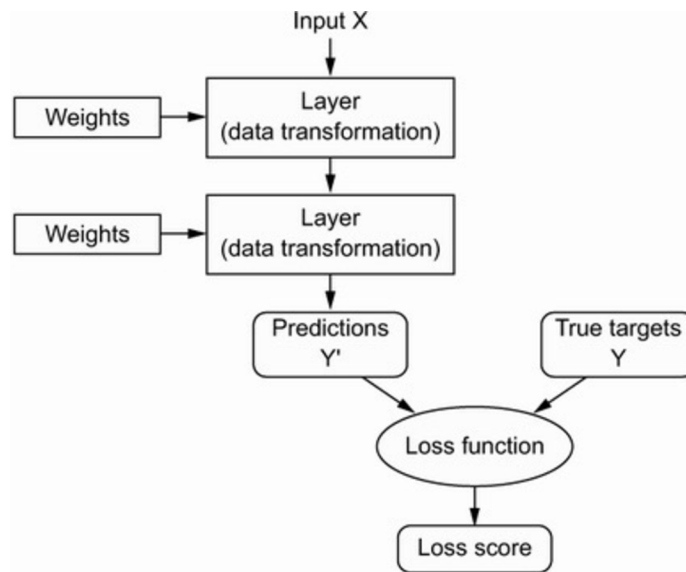 Input X
Layer
(data transformation)
Weights
Layer
(data transformation)
Weights
Predictions
Y'
True targets
Y
Loss function
Loss score